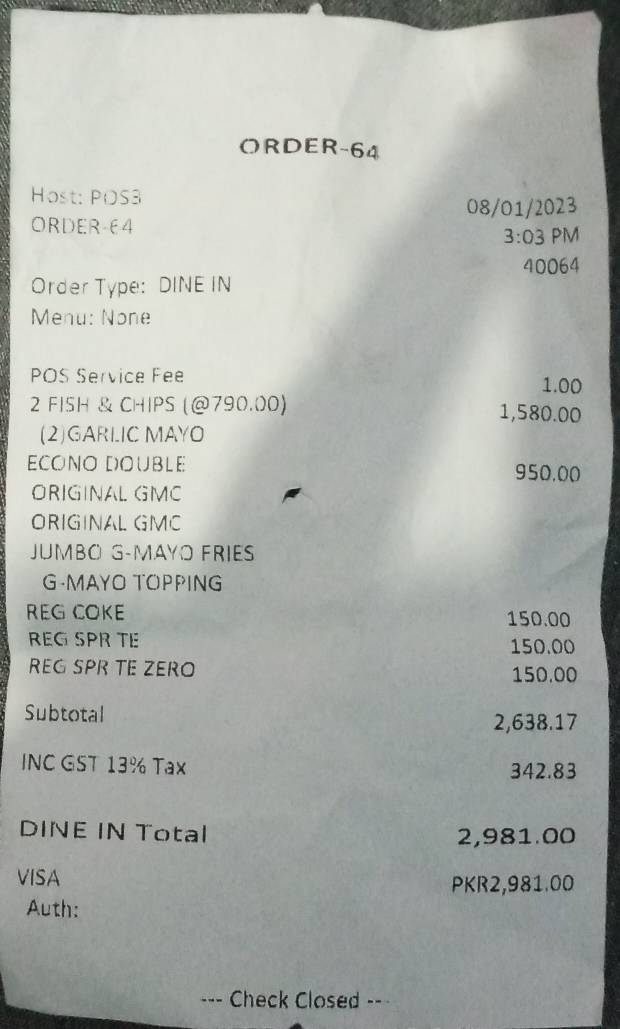 ORDER-64
Host: POS3 08/01/2023
ORDER-64 3:03 PM
40064
Order Type: DINE IN
Menu: None
POS Service Fee 1.00
2 FISH & CHIPS (@790.00) 1,580.00
(2)GARLIC MAYO
ECONO DOUBLE 950.00
ORIGINAL GMC
ORIGINAL GMC
JUMBO G-MAYO FRIES
G-MAYO TOPPING
REG COKE 150.00
REG SPR TE 150.00
REG SPR TE ZERO 150.00
Subtotal 2,638.17
INC GST 13% Tax 342.83
DINE IN Total 2,981.00
VISA PKR2,981.00
Auth:
--- Check Closed ---